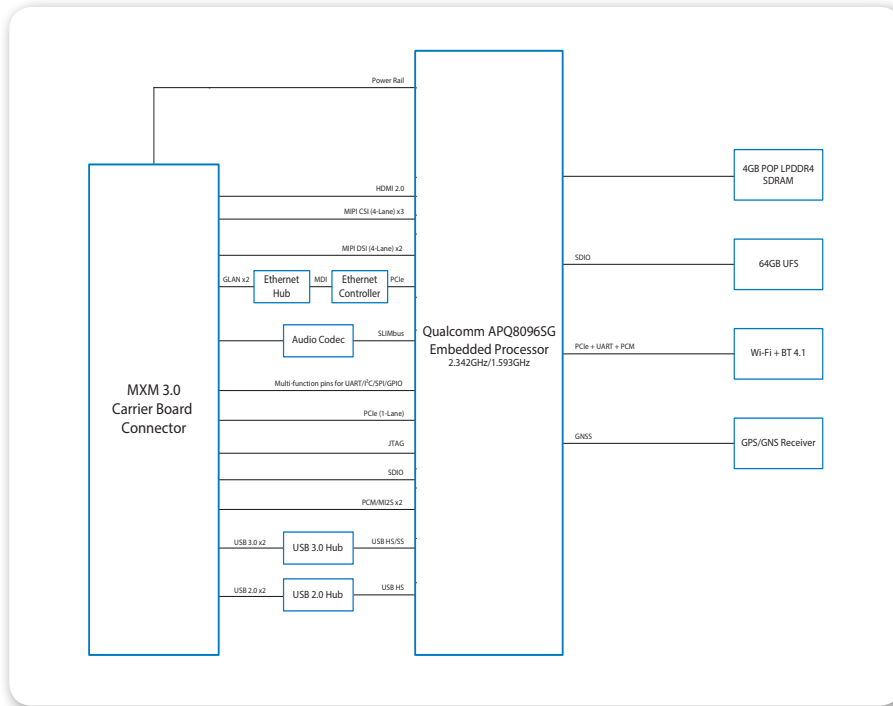 Power Rail
HDMI 2.0
MIPI CSI (4-Lane) x3
MIPI DSI (4-Lane) x2
GLAN x2
Ethernet
Hub
MDI
Ethernet
Controller
PCIe
Audio Codec
SLIMbus
Multi-function pins for UART/I²C/SPI/GPIO
PCIe (1-Lane)
JTAG
SDIO
PCM/MI2S x2
USB 3.0 x2
USB 3.0 Hub
USB HS/SS
USB 2.0 x2
USB 2.0 Hub
USB HS
MXM 3.0
Carrier Board
Connector
Qualcomm APQ8096SG
Embedded Processor
2.342GHz/1.593GHz
4GB POP LPDDR4
SDRAM
SDIO
64GB UFS
PCIe + UART + PCM
Wi-Fi + BT 4.1
GNSS
GPS/GNS Receiver